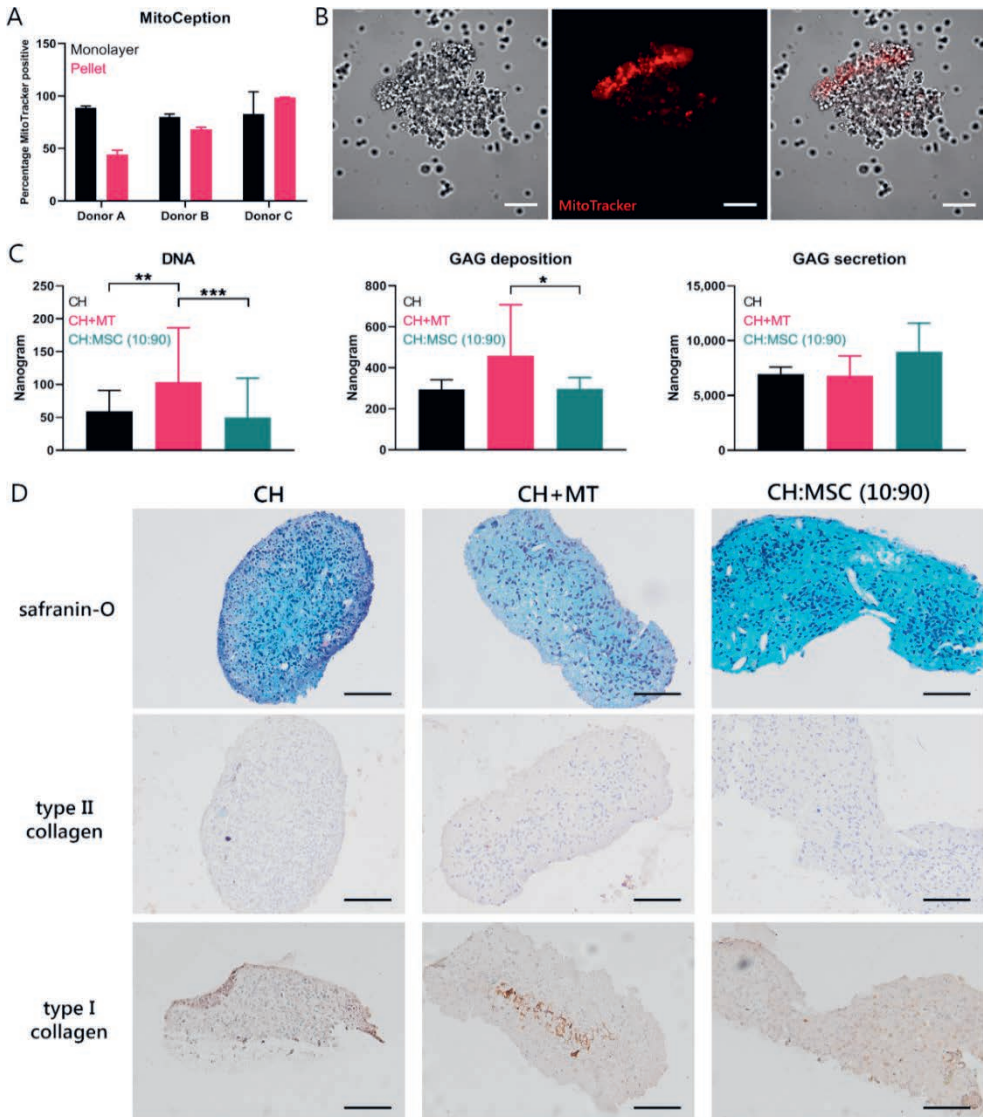 A
MitoCeption
Percentage MitoTracker positive
150
100
50
0
Monolayer
Pellet
Donor A
Donor B
Donor C
B
MitoTracker
C
DNA
Nanogram
250
200
150
100
50
0
CH
CH+MT
CH:MSC (10:90)
**
***
GAG deposition
Nanogram
800
600
400
200
0
CH
CH+MT
CH:MSC (10:90)
*
GAG secretion
Nanogram
15,000
10,000
5,000
0
CH
CH+MT
CH:MSC (10:90)
D
CH
CH+MT
CH:MSC (10:90)
safranin-O
type II
collagen
type I
collagen